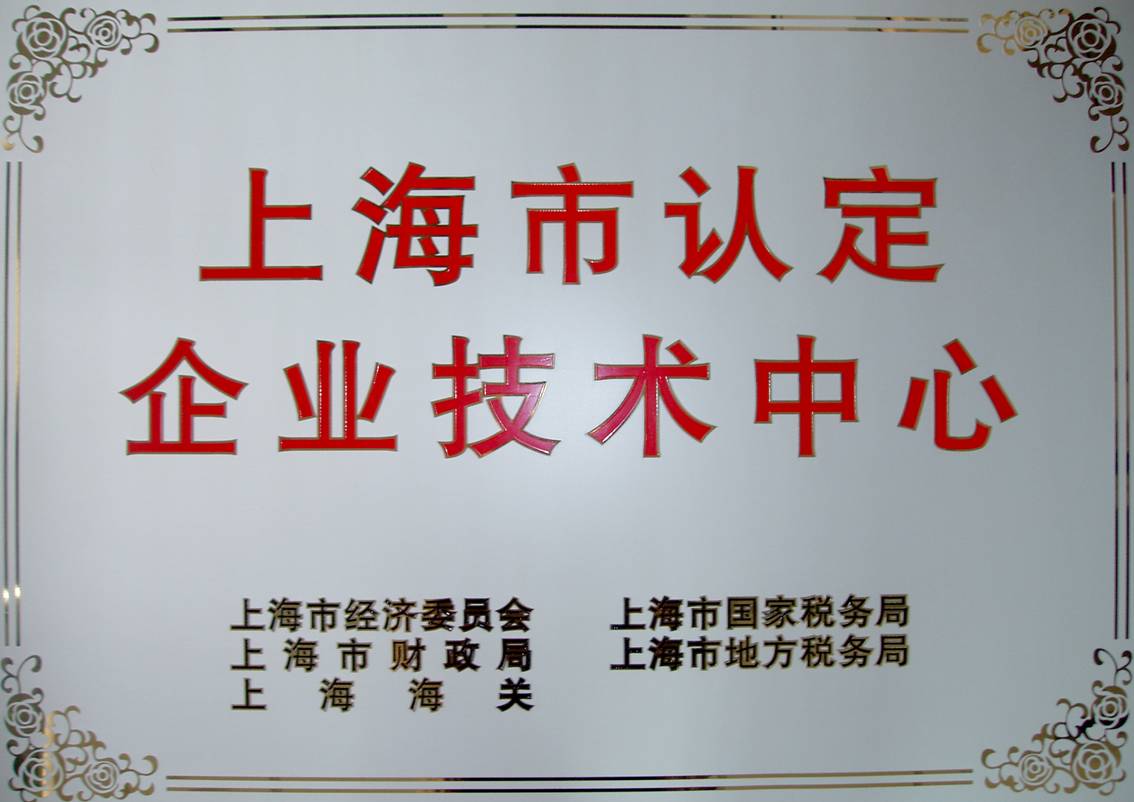 上海市认定
企业技术中心
上海市经济委员会
上海市财政局
上海海关
上海市国家税务局
上海市地方税务局